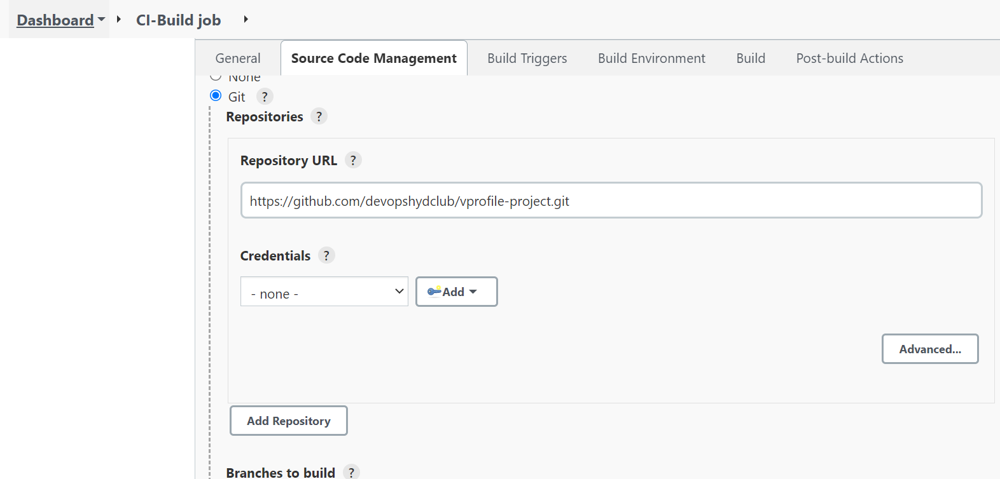 Dashboard CI-Build job
General Source Code Management Build Triggers Build Environment Build Post-build Actions
None
Git ?
Repositories ?
Repository URL ?
https://github.com/devopshydclub/vprofile-project.git
Credentials ?
- none - Add
Advanced...
Add Repository
Branches to build ?